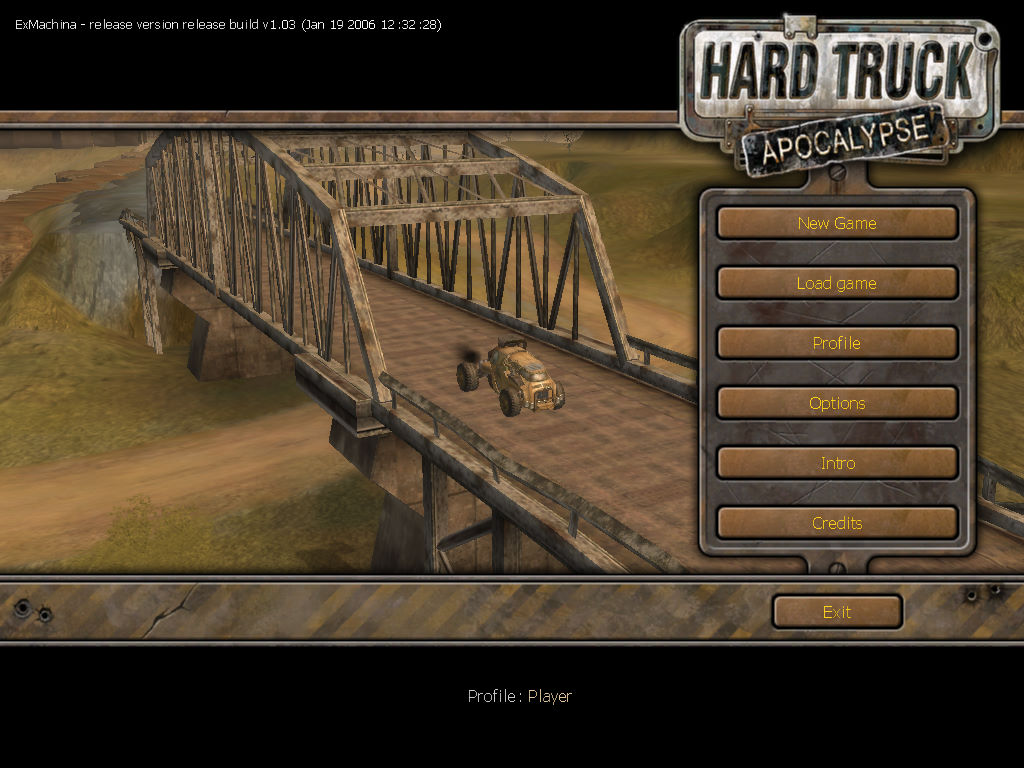 ExMachina - release version release build v1.03 (Jan 19 2006 12:32:28)
HARD TRUCK
APOCALYPSE
New Game
Load game
Profile
Options
Intro
Credits
Exit
Profile : Player